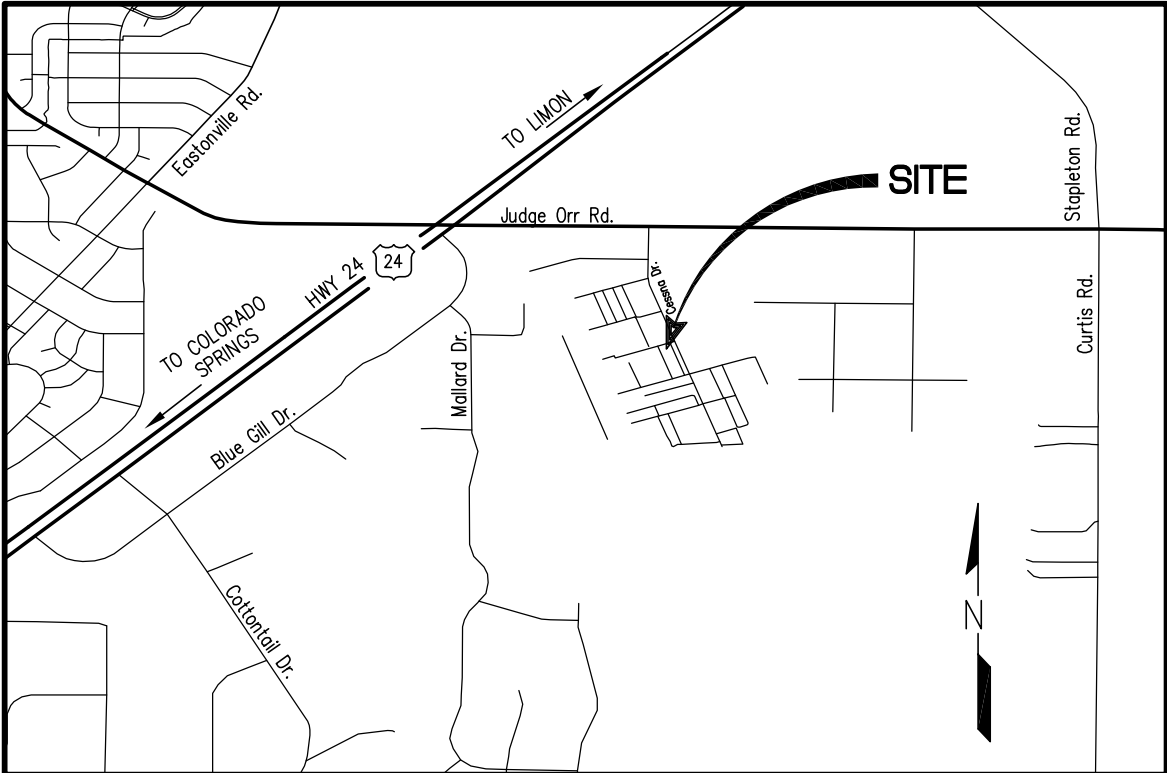 Eastonville Rd.
TO LIMON
SITE
Stapleton Rd.
Judge Orr Rd.
24
HWY 24
Cessna Dr.
TO COLORADO
SPRINGS
Mallard Dr.
Curtis Rd.
Blue Gill Dr.
Cottontail Dr.
N